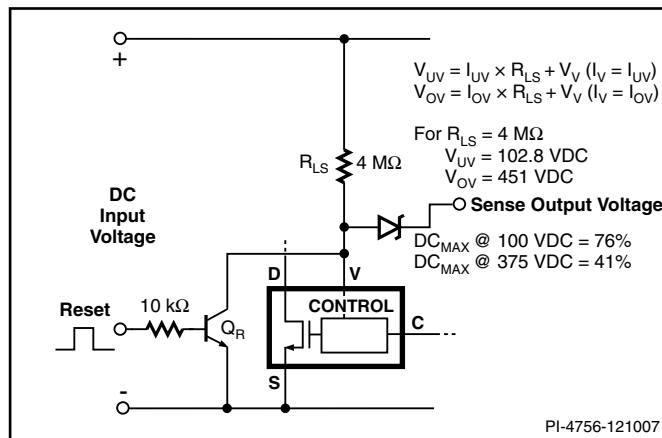 +
V_UV = I_UV × R_LS + V_V (I_V = I_UV)
V_OV = I_OV × R_LS + V_V (I_V = I_OV)
For R_LS = 4 MΩ
V_UV = 102.8 VDC
V_OV = 451 VDC
R_LS 4 MΩ
DC
Input
Voltage
Sense Output Voltage
DC_MAX @ 100 VDC = 76%
DC_MAX @ 375 VDC = 41%
D V
CONTROL
C
Reset
10 kΩ
Q_R
S
-
PI-4756-121007